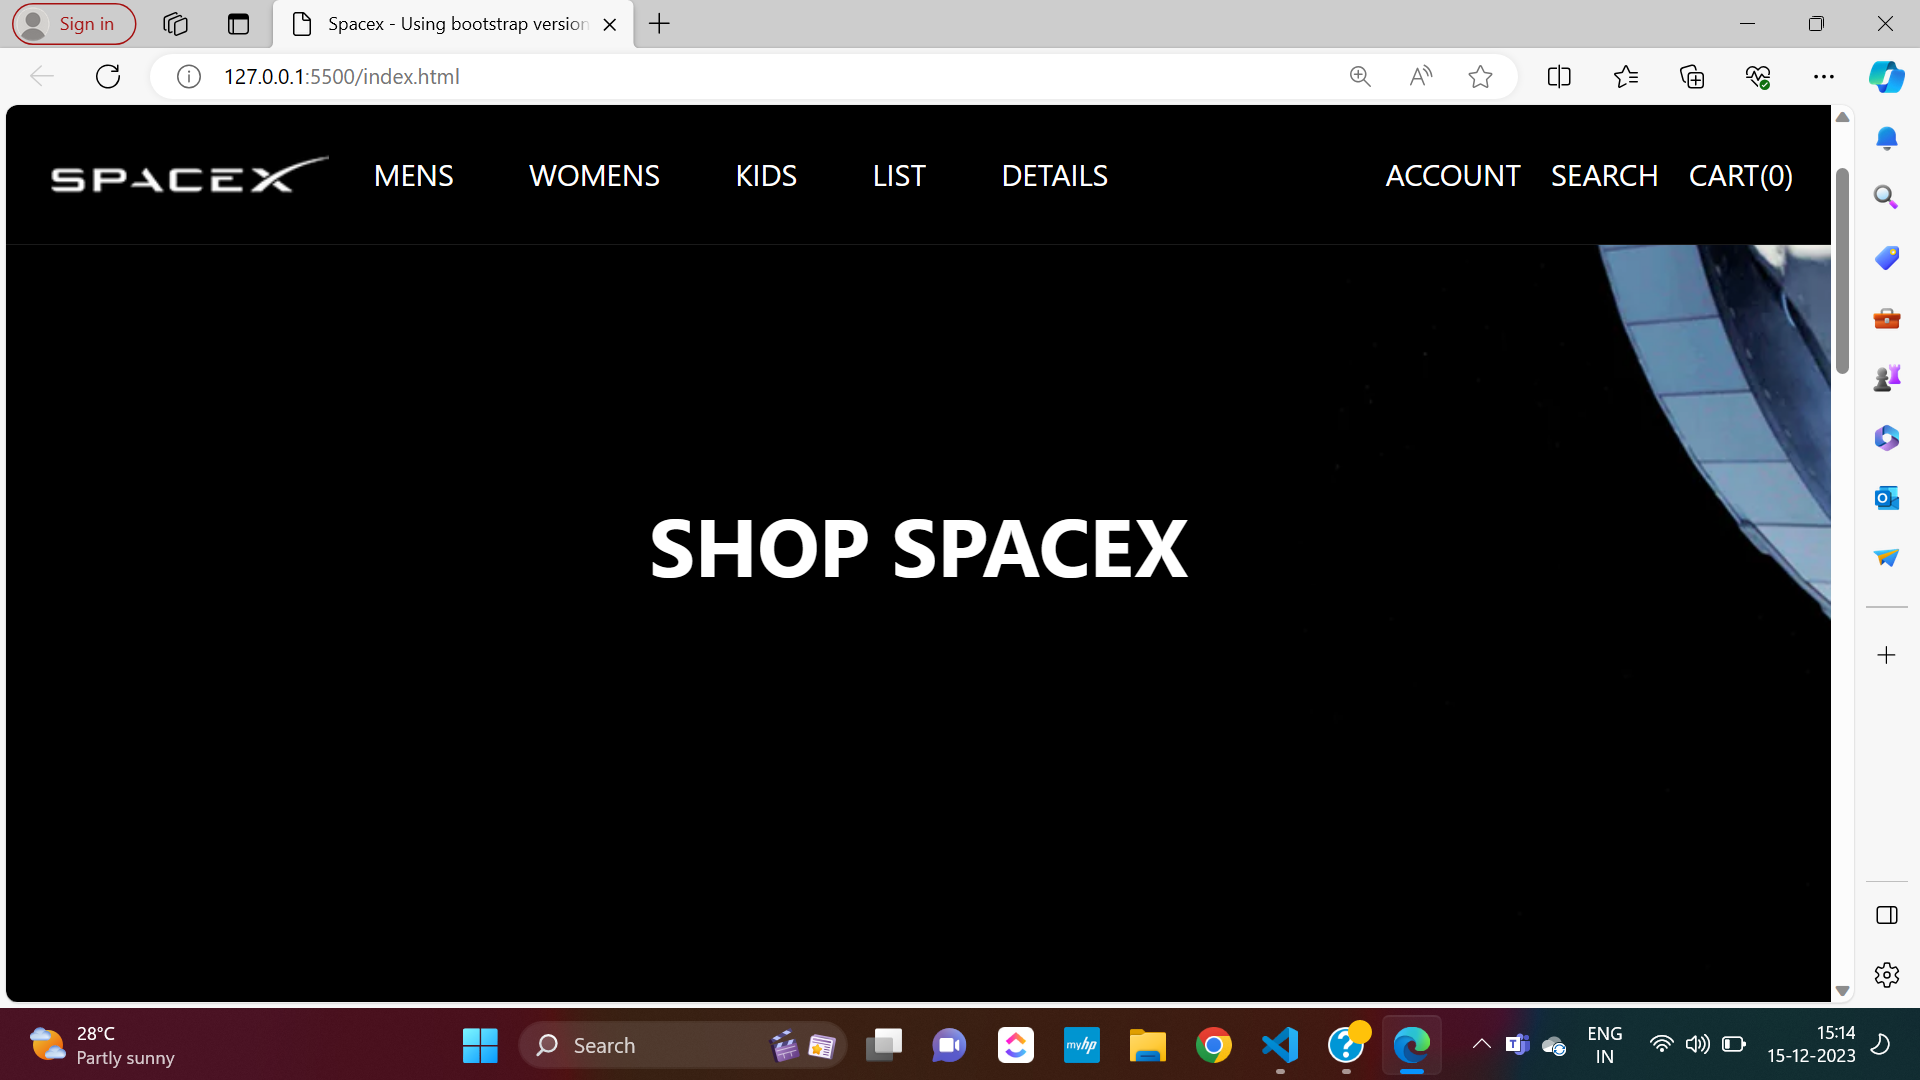 Sign in
Spacex - Using bootstrap version
127.0.0.1:5500/index.html
SPACEX
MENS
WOMENS
KIDS
LIST
DETAILS
ACCOUNT
SEARCH
CART(0)
SHOP SPACEX
28°C
Partly sunny
Search
myhp
ENG
IN
15:14
15-12-2023